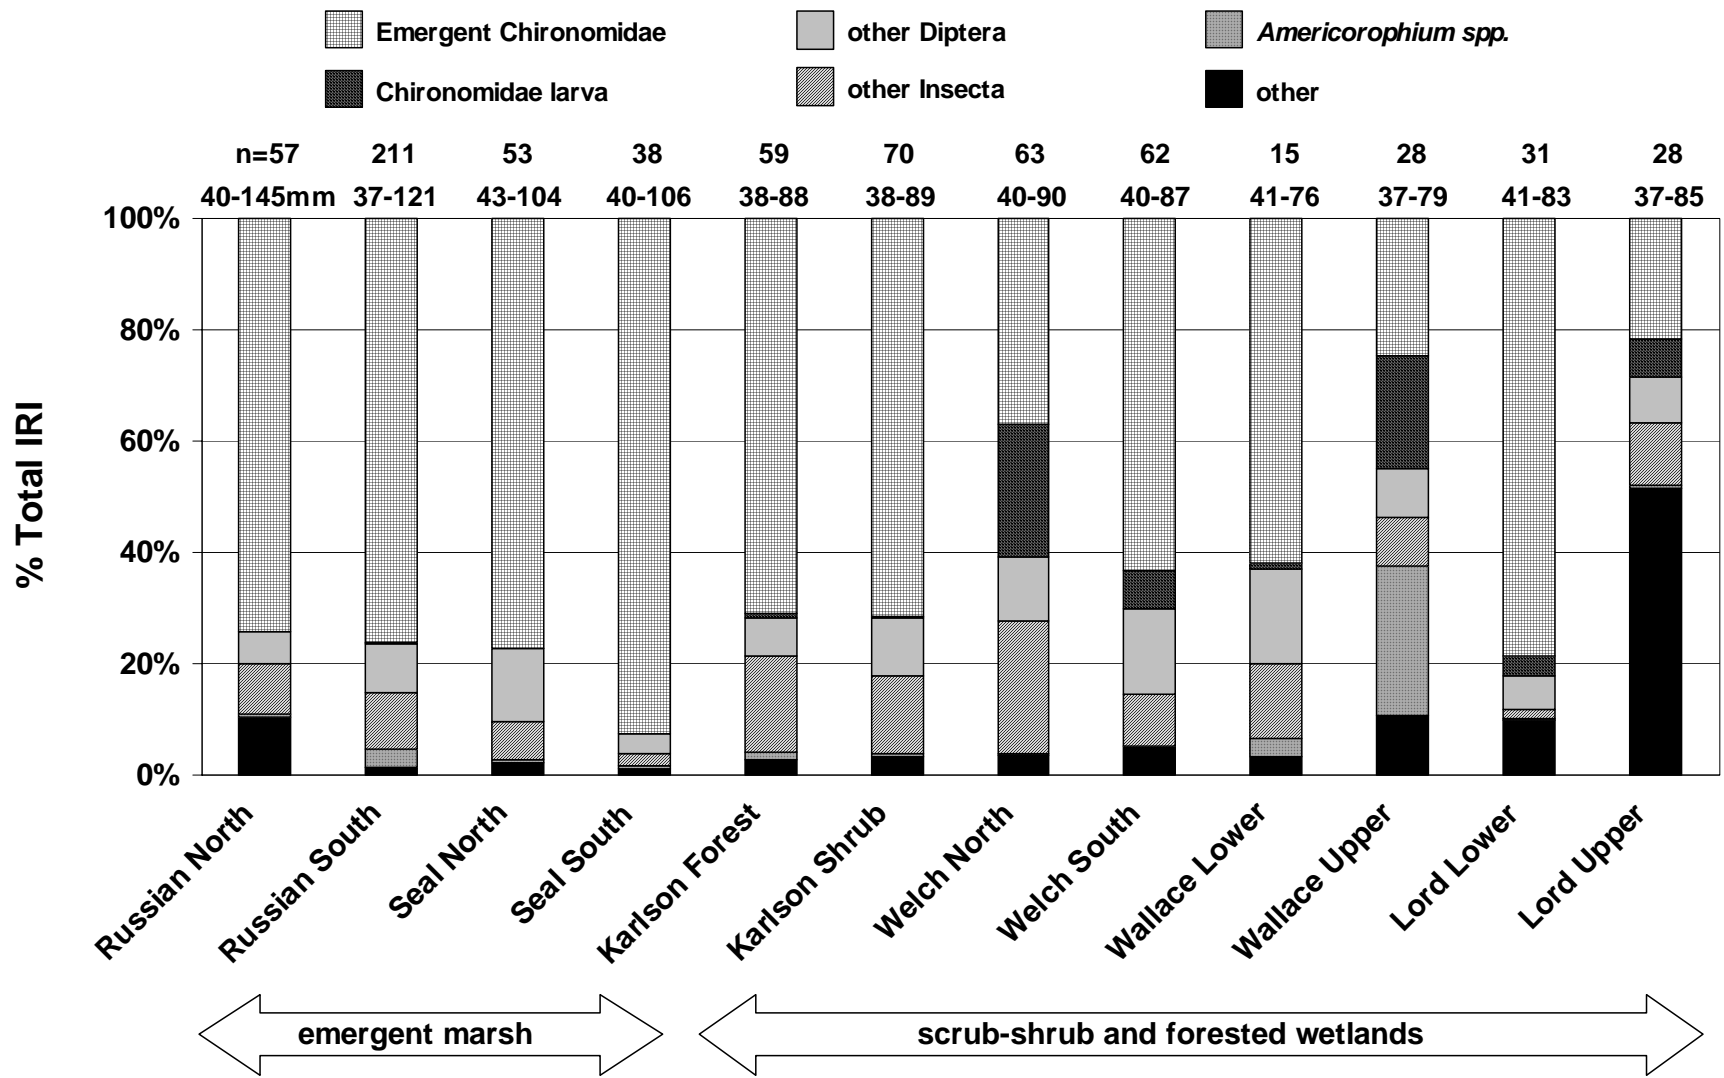 Emergent Chironomidae other Diptera Americorophium spp.
Chironomidae larva other Insecta other
n=57 211 53 38 59 70 63 62 15 28 31 28
40-145mm 37-121 43-104 40-106 38-88 38-89 40-90 40-87 41-76 37-79 41-83 37-85
100%
80%
60%
40%
20%
0%
% Total IRI
Russian North
Russian South
Seal North
Seal South
Karlson Forest
Karlson Shrub
Welch North
Welch South
Wallace Lower
Wallace Upper
Lord Lower
Lord Upper
emergent marsh
scrub-shrub and forested wetlands